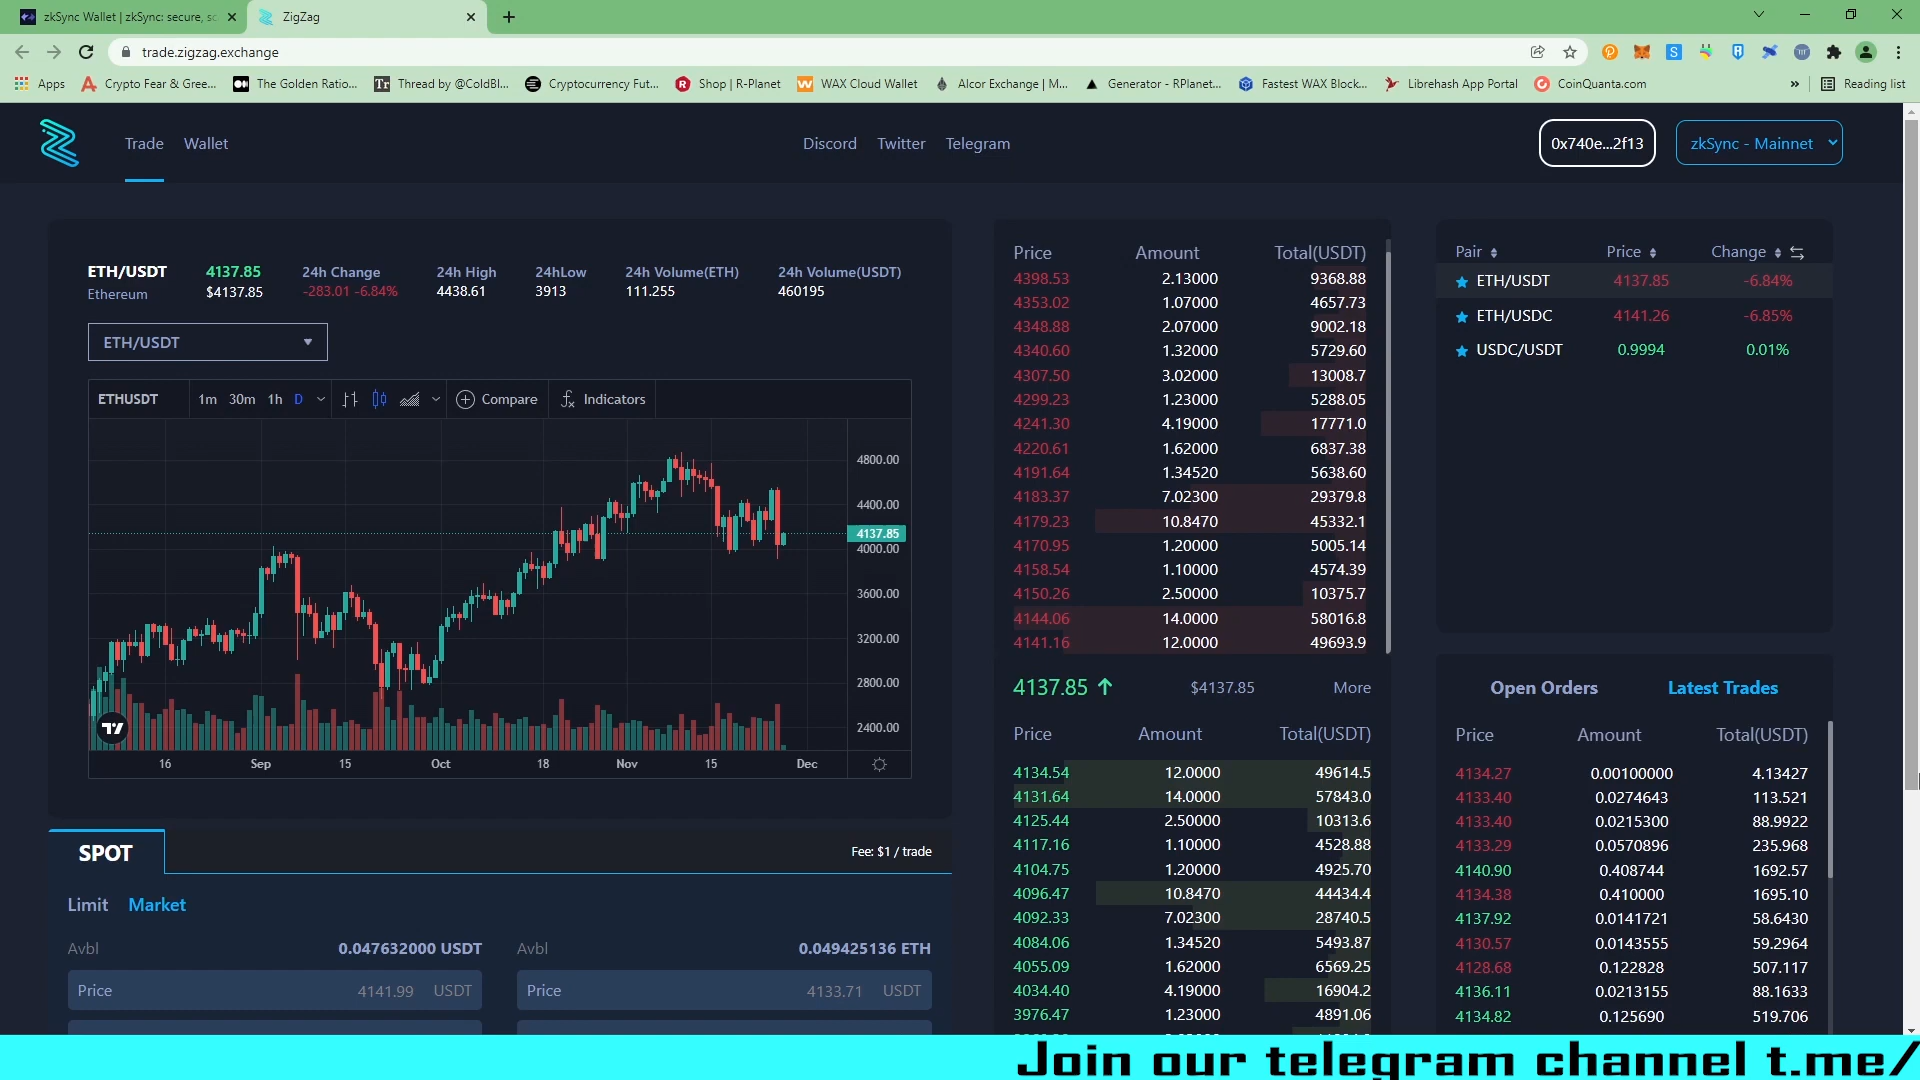 zkSync Wallet | zkSync: secure, sc
ZigZag
trade.zigzag.exchange
Apps
Crypto Fear & Gree...
The Golden Ratio...
Tr Thread by @ColdBl...
Cryptocurrency Fut...
Shop | R-Planet
WAX Cloud Wallet
Alcor Exchange | M...
Generator - RPlanet...
Fastest WAX Block...
Librehash App Portal
CoinQuanta.com
»
Reading list
Trade Wallet
Discord Twitter Telegram
0x740e...2f13
zkSync - Mainnet
ETH/USDT 4137.85 24h Change 24h High 24hLow 24h Volume(ETH) 24h Volume(USDT)
Ethereum $4137.85 -283.01 -6.84% 4438.61 3913 111.255 460195
ETH/USDT
ETHUSDT 1m 30m 1h D Compare Indicators
4800.00
4400.00
4137.85
4000.00
3600.00
3200.00
2800.00
2400.00
16 Sep 15 Oct 18 Nov 15 Dec
SPOT
Fee: $1 / trade
Limit Market
Avbl 0.047632000 USDT
Avbl 0.049425136 ETH
Price 4141.99 USDT
Price 4133.71 USDT
Price Amount Total(USDT)
4398.53 2.13000 9368.88
4353.02 1.07000 4657.73
4348.88 2.07000 9002.18
4340.60 1.32000 5729.60
4307.50 3.02000 13008.7
4299.23 1.23000 5288.05
4241.30 4.19000 17771.0
4220.61 1.62000 6837.38
4191.64 1.34520 5638.60
4183.37 7.02300 29379.8
4179.23 10.8470 45332.1
4170.95 1.20000 5005.14
4158.54 1.10000 4574.39
4150.26 2.50000 10375.7
4144.06 14.0000 58016.8
4141.16 12.0000 49693.9
4137.85 $4137.85 More
Price Amount Total(USDT)
4134.54 12.0000 49614.5
4131.64 14.0000 57843.0
4125.44 2.50000 10313.6
4117.16 1.10000 4528.88
4104.75 1.20000 4925.70
4096.47 10.8470 44434.4
4092.33 7.02300 28740.5
4084.06 1.34520 5493.87
4055.09 1.62000 6569.25
4034.40 4.19000 16904.2
3976.47 1.23000 4891.06
Pair Price Change
ETH/USDT 4137.85 -6.84%
ETH/USDC 4141.26 -6.85%
USDC/USDT 0.9994 0.01%
Open Orders Latest Trades
Price Amount Total(USDT)
4134.27 0.00100000 4.13427
4133.40 0.0274643 113.521
4133.40 0.0215300 88.9922
4133.29 0.0570896 235.968
4140.90 0.408744 1692.57
4134.38 0.410000 1695.10
4137.92 0.0141721 58.6430
4130.57 0.0143555 59.2964
4128.68 0.122828 507.117
4136.11 0.0213155 88.1633
4134.82 0.125690 519.706
Join our telegram channel t.me/